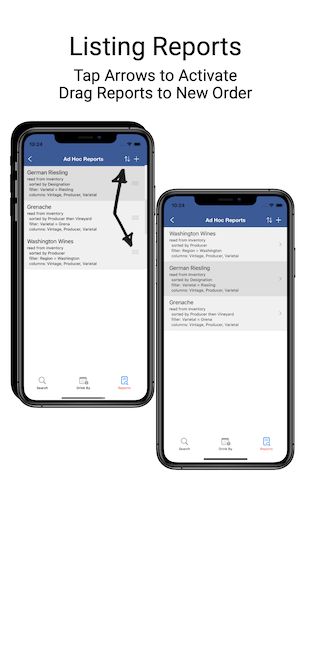 Listing Reports
Tap Arrows to Activate
Drag Reports to New Order
10:24
Ad Hoc Reports
German Riesling
read from inventory
sorted by Designation
filter: Varietal = Riesling
columns: Vintage, Producer, Varietal
Grenache
read from inventory
sorted by Producer then Vineyard
filter: Varietal = Grena
columns: Vintage, Producer, Varietal
Washington Wines
read from inventory
sorted by Producer
filter: Region = Washington
columns: Vintage, Producer, Varietal
Search
Drink By
Reports
10:24
Ad Hoc Reports
Washington Wines
read from inventory
sorted by Producer
filter: Region = Washington
columns: Vintage, Producer, Varietal
German Riesling
read from inventory
sorted by Designation
filter: Varietal = Riesling
columns: Vintage, Producer, Varietal
Grenache
read from inventory
sorted by Producer then Vineyard
filter: Varietal = Grena
columns: Vintage, Producer, Varietal
Search
Drink By
Reports